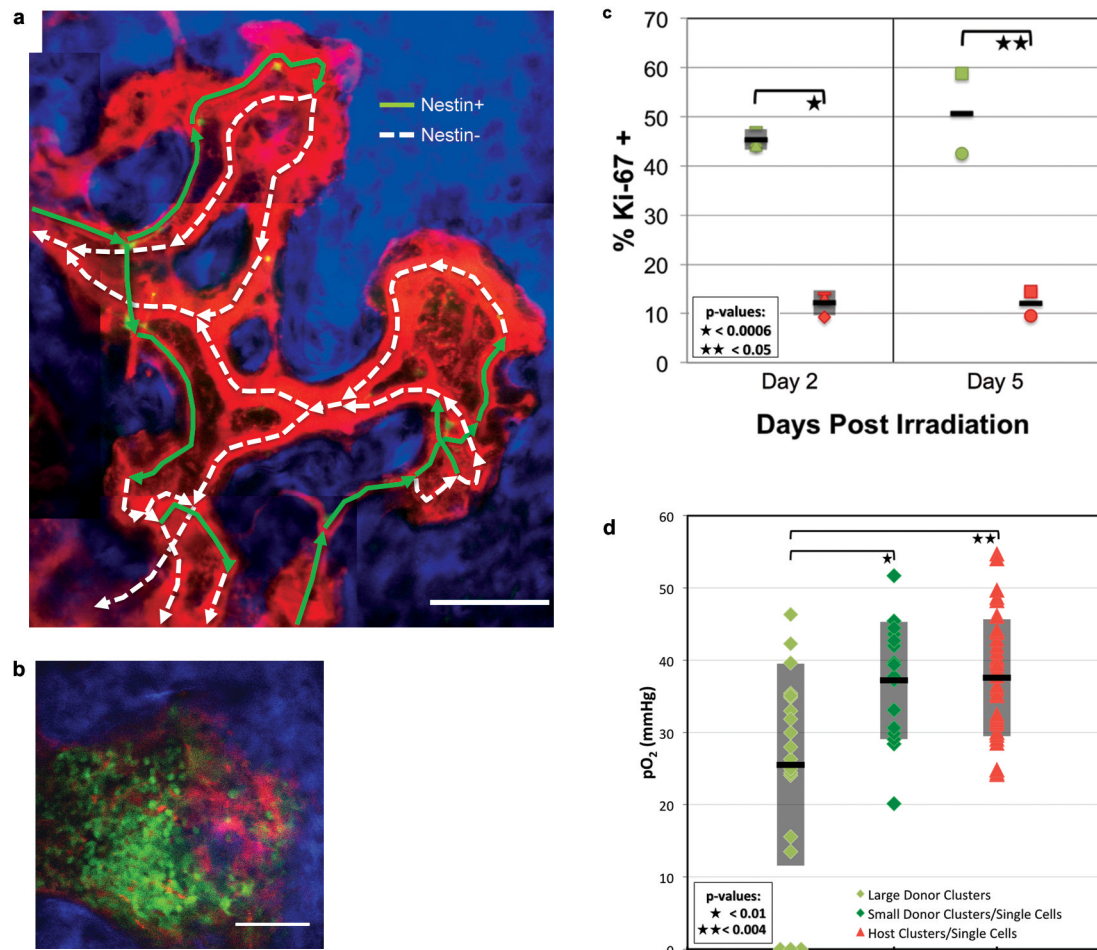 a
Nestin+
Nestin-
b
c
70
60
50
40
30
20
10
0
% Ki-67 +
★
★★
p-values:
★ < 0.0006
★★ < 0.05
Day 2
Day 5
Days Post Irradiation
d
60
50
40
30
20
10
0
pO₂ (mmHg)
★
★★
p-values:
★ < 0.01
★★< 0.004
Large Donor Clusters
Small Donor Clusters/Single Cells
Host Clusters/Single Cells